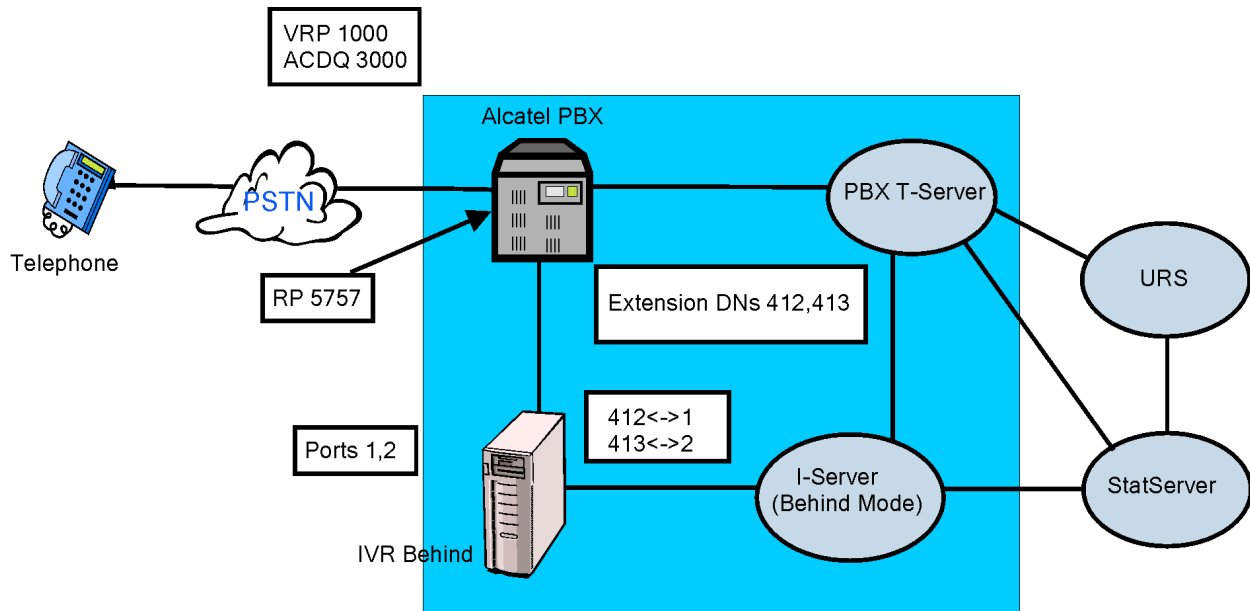 VRP 1000
ACDQ 3000
Alcatel PBX
PBX T-Server
PSTN
Telephone
RP 5757
Extension DNs 412,413
URS
Ports 1,2
412<->1
413<->2
I-Server
(Behind Mode)
StatServer
IVR Behind